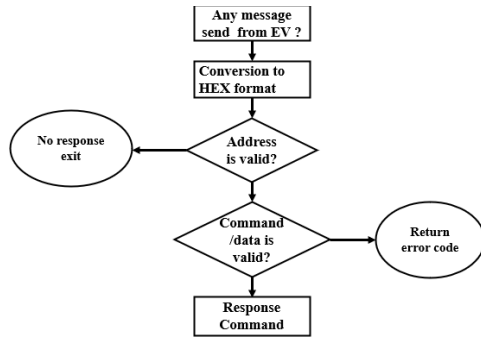 Any message
send from EV ?
Conversion to
HEX format
No response
exit
Address
is valid?
Command
/data is
valid?
Return
error code
Response
Command